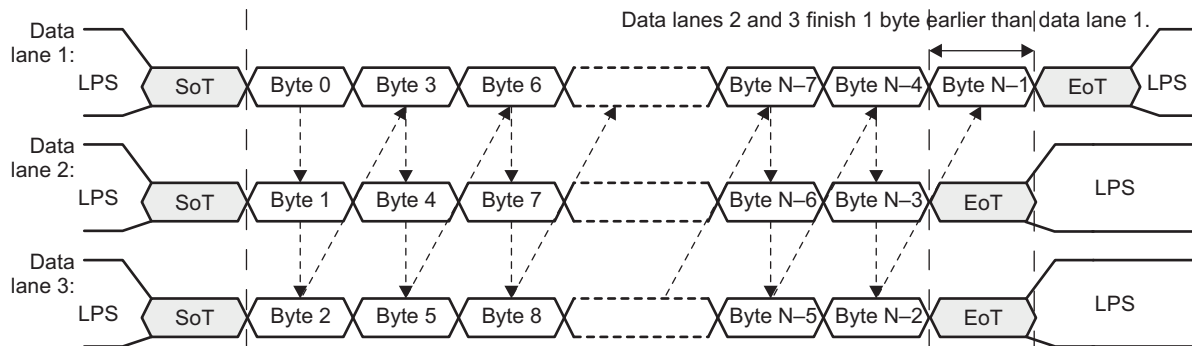 Data lanes 2 and 3 finish 1 byte earlier than data lane 1.
Data
lane 1:
LPS SoT Byte 0 Byte 3 Byte 6 Byte N–7 Byte N–4 Byte N–1 EoT LPS
Data
lane 2:
LPS SoT Byte 1 Byte 4 Byte 7 Byte N–6 Byte N–3 EoT LPS
Data
lane 3:
LPS SoT Byte 2 Byte 5 Byte 8 Byte N–5 Byte N–2 EoT LPS